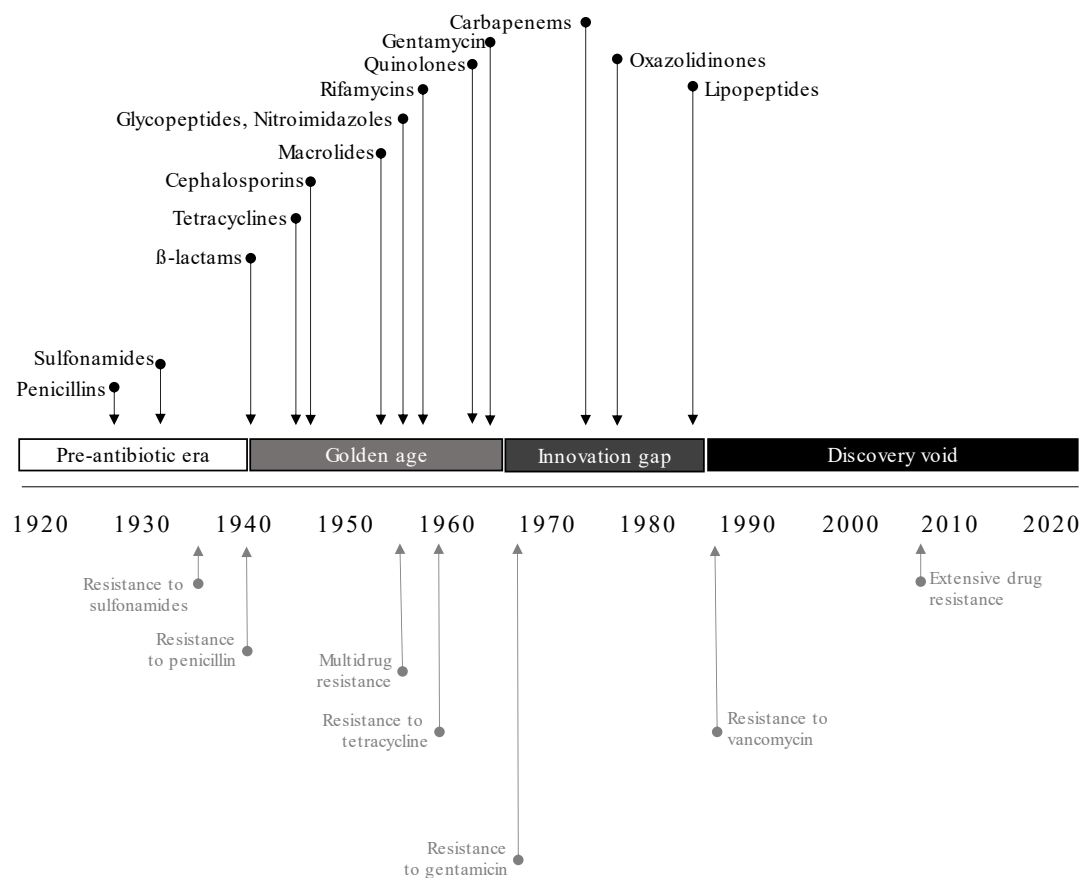 Carbapenems
Gentamycin
Quinolones
Oxazolidinones
Rifamycins
Lipopeptides
Glycopeptides, Nitroimidazoles
Macrolides
Cephalosporins
Tetracyclines
ß-lactams
Sulfonamides
Penicillins
Pre-antibiotic era
Golden age
Innovation gap
Discovery void
1920 1930 1940 1950 1960 1970 1980 1990 2000 2010 2020
Resistance to
sulfonamides
Extensive drug
resistance
Resistance
to penicillin
Multidrug
resistance
Resistance to
tetracycline
Resistance to
vancomycin
Resistance
to gentamicin